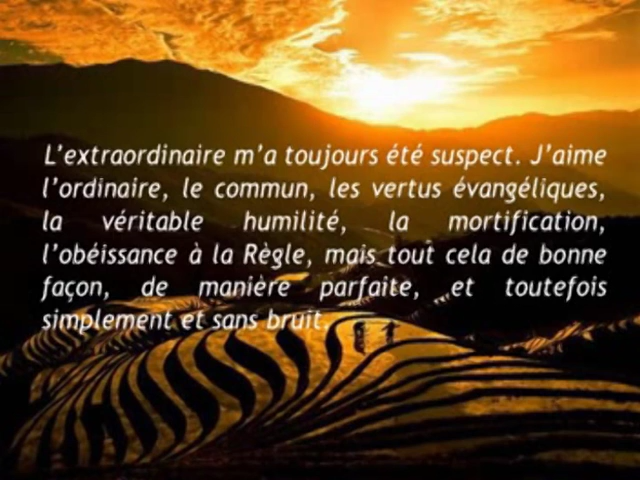 L’extraordinaire m’a toujours été suspect. J’aime
l’ordinaire, le commun, les vertus évangéliques,
la véritable humilité, la mortification,
l’obéissance à la Règle, mais tout cela de bonne
façon, de manière parfaite, et toutefois
simplement et sans bruit.